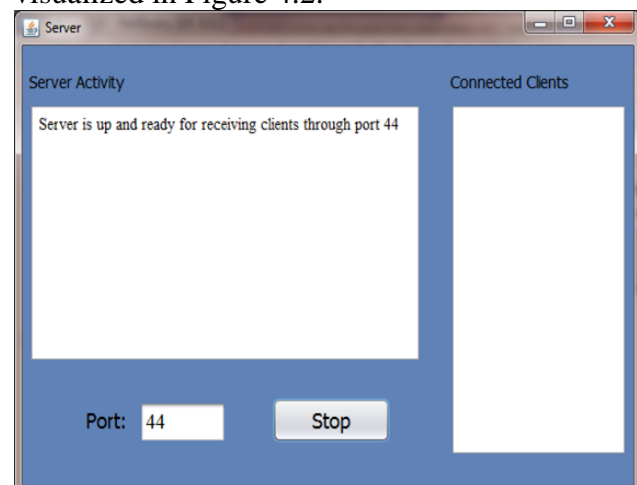 visualized in Figure 4.2.
Server
Server Activity
Connected Clients
Server is up and ready for receiving clients through port 44
Port:
44
Stop